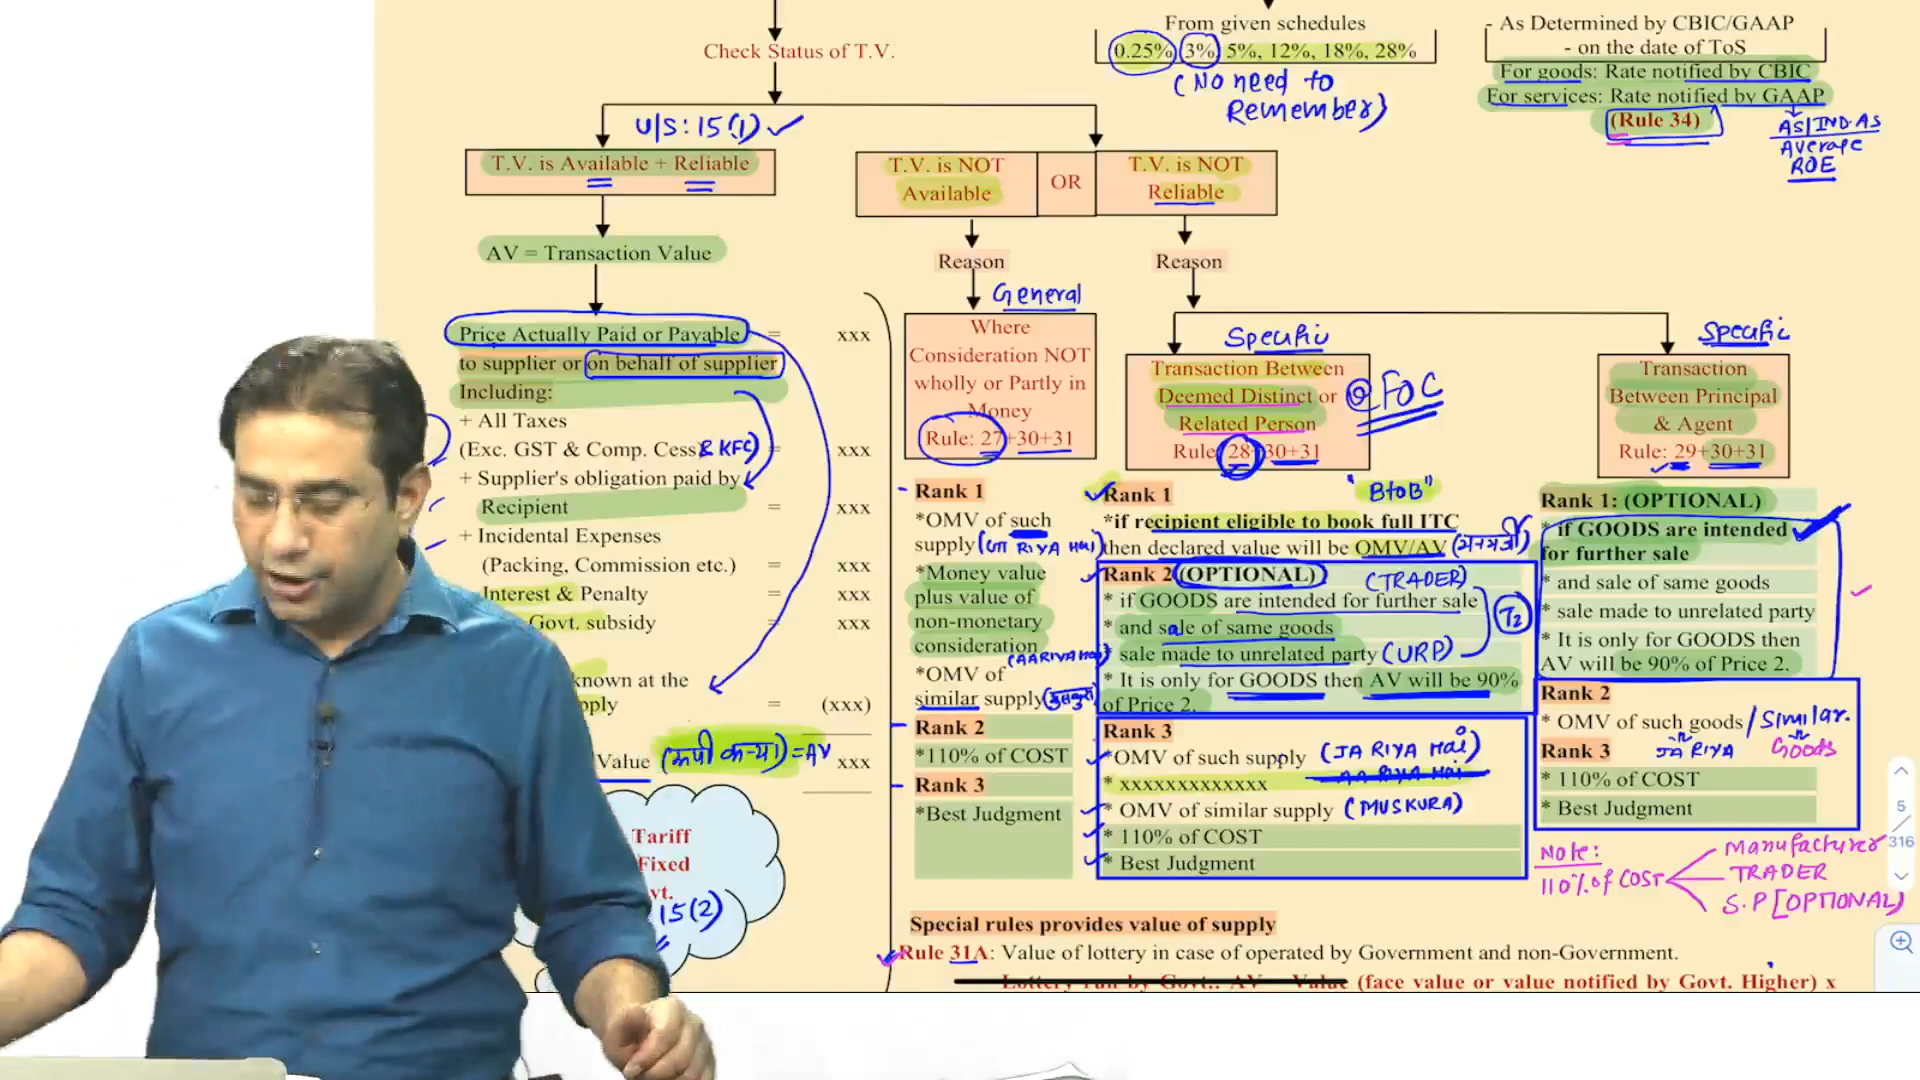 From given schedules
0.25%, 3%, 5%, 12%, 18%, 28%
(No need to
Remember)
- As Determined by CBIC/GAAP
- on the date of ToS
For goods: Rate notified by CBIC
For services: Rate notified by GAAP
(Rule 34)
AS/IND·AS
Average
ROE
Check Status of T.V.
U/S: 15(1)
T.V. is Available + Reliable
AV = Transaction Value
Price Actually Paid or Payable = xxx
to supplier or on behalf of supplier
Including:
+ All Taxes
(Exc. GST & Comp. Cess & KFC) = xxx
+ Supplier's obligation paid by
Recipient = xxx
+ Incidental Expenses
(Packing, Commission etc.) = xxx
Interest & Penalty = xxx
Govt. subsidy = xxx
known at the
= (xxx)
Value = AV xxx
Tariff
Fixed
15(2)
T.V. is NOT
Available
OR
T.V. is NOT
Reliable
Reason
Reason
General
Where
Consideration NOT
wholly or Partly in
Money
Rule: 27+30+31
Rank 1
*OMV of such
supply
*Money value
plus value of
non-monetary
consideration
*OMV of
similar supply
Rank 2
*110% of COST
Rank 3
*Best Judgment
Specific
Transaction Between
Deemed Distinct or
Related Person
Rule: 28+30+31
@FOC
"BtoB"
Rank 1
*if recipient eligible to book full ITC
then declared value will be OMV/AV
Rank 2 (OPTIONAL) (TRADER)
* if GOODS are intended for further sale
* and sale of same goods
* sale made to unrelated party (URP)
* It is only for GOODS then AV will be 90%
of Price 2.
T2
Rank 3
*OMV of such supply (JA RIYA Hai)
AA RIYA Hai
* xxxxxxxxxxxxx
* OMV of similar supply (MUSKURA)
* 110% of COST
* Best Judgment
Specific
Transaction
Between Principal
& Agent
Rule: 29+30+31
Rank 1: (OPTIONAL)
* if GOODS are intended
for further sale
* and sale of same goods
* sale made to unrelated party
* It is only for GOODS then
AV will be 90% of Price 2.
Rank 2
* OMV of such goods / Similar.
Goods
JA RIYA
Rank 3
* 110% of COST
* Best Judgment
Note:
110% of COST
Manufacturer
TRADER
S.P [OPTIONAL)
5
/
316
Special rules provides value of supply
Rule 31A: Value of lottery in case of operated by Government and non-Government.
Lottery run by Govt.: AV = Value (face value or value notified by Govt. Higher) x